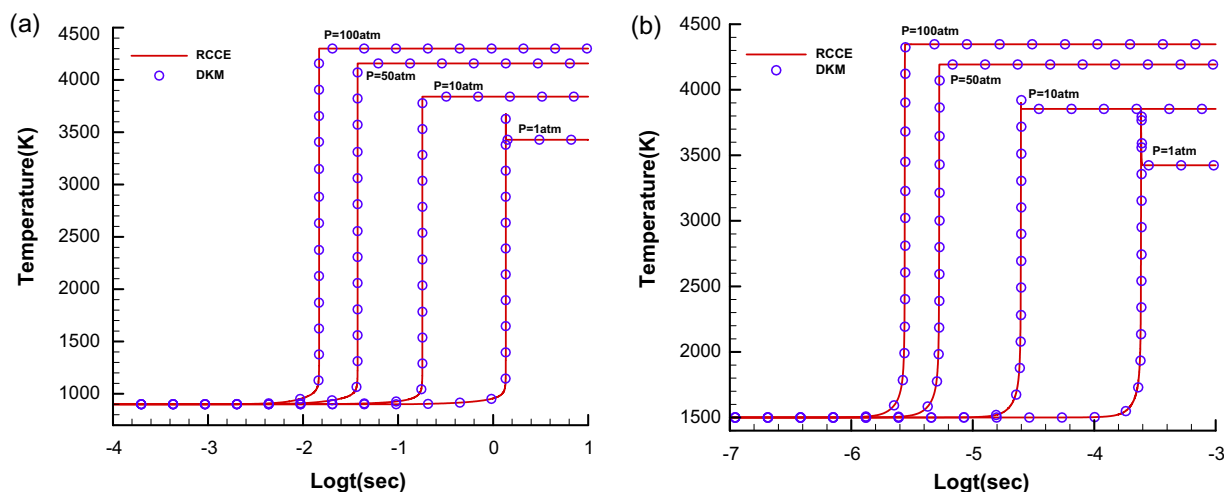 (a)
4500
4000
3500
3000
2500
2000
1500
1000
Temperature(K)
RCCE
DKM
P=100atm
P=50atm
P=10atm
P=1atm
-4
-3
-2
-1
0
1
Logt(sec)
(b)
4500
4000
3500
3000
2500
2000
1500
Temperature(K)
P=100atm
P=50atm
P=10atm
P=1atm
RCCE
DKM
-7
-6
-5
-4
-3
Logt(sec)